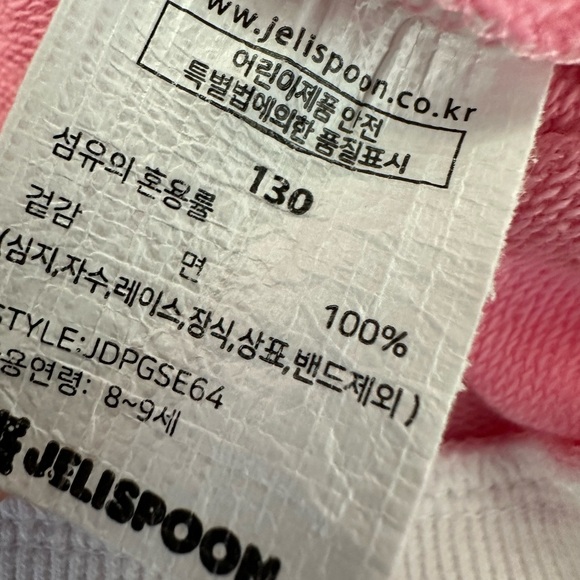 ww.jelispoon.co.kr
어린이제품 안전
특별법에의한 품질표시
130
섬유의 혼용률
겉감 면 100%
(심지,자수,레이스,장식,상표,밴드제외)
STYLE:JDPGSE64
사용연령: 8~9세
JELISPOON